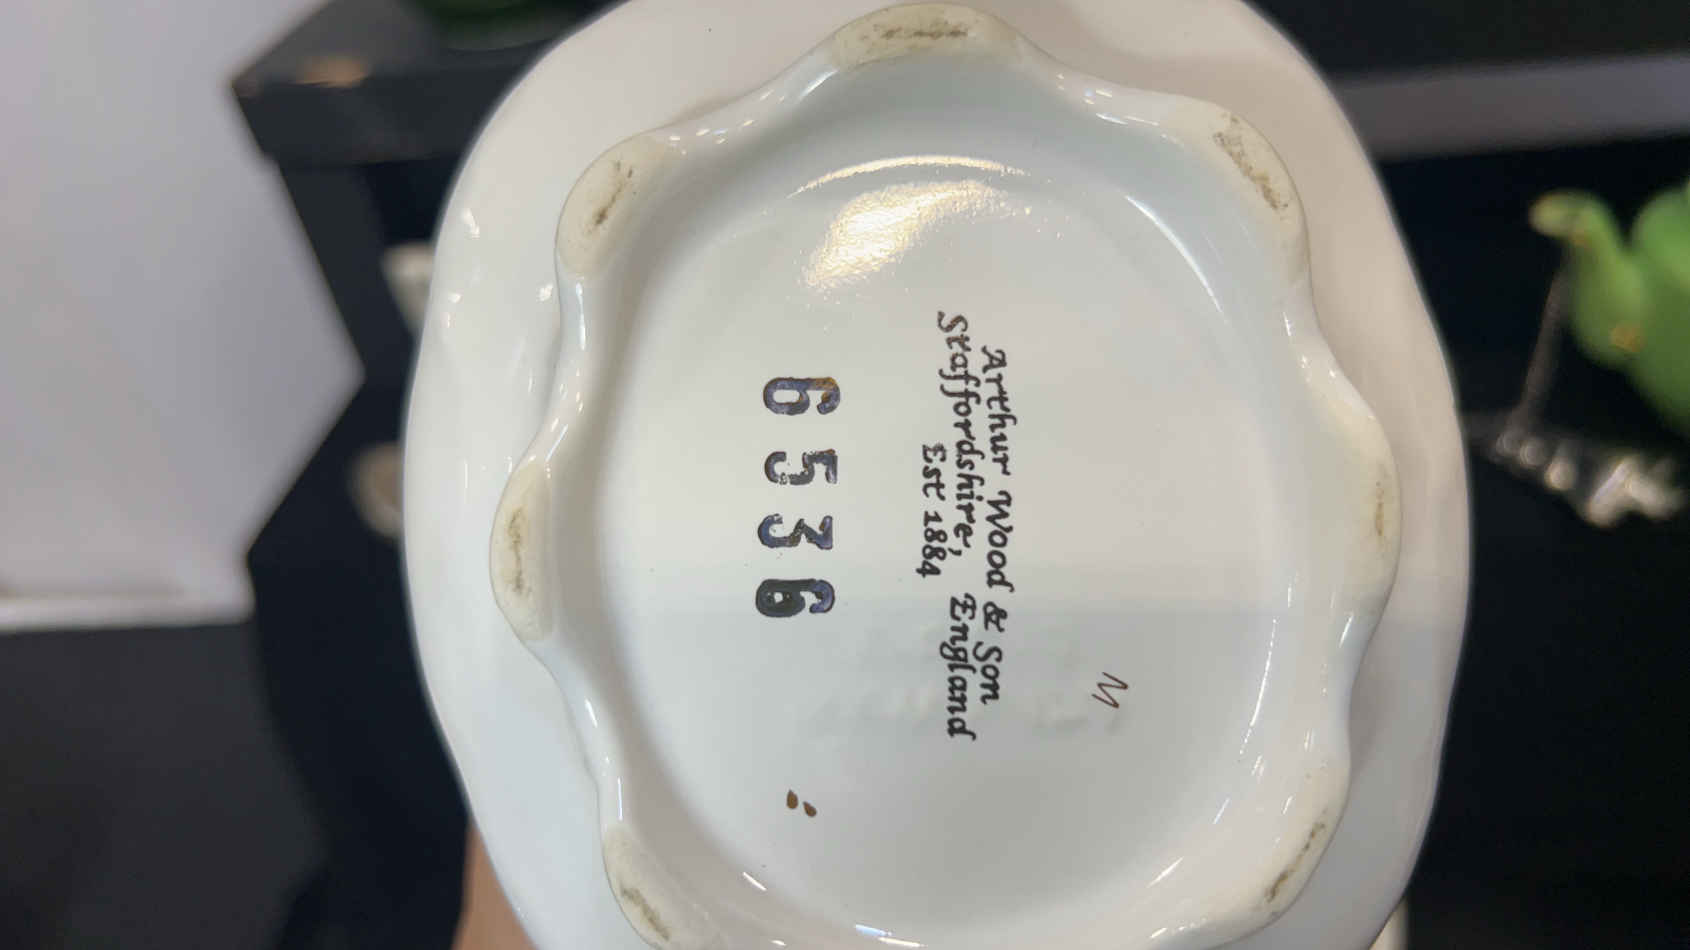 Arthur Wood & Son
Staffordshire, England
Est 1884
6536